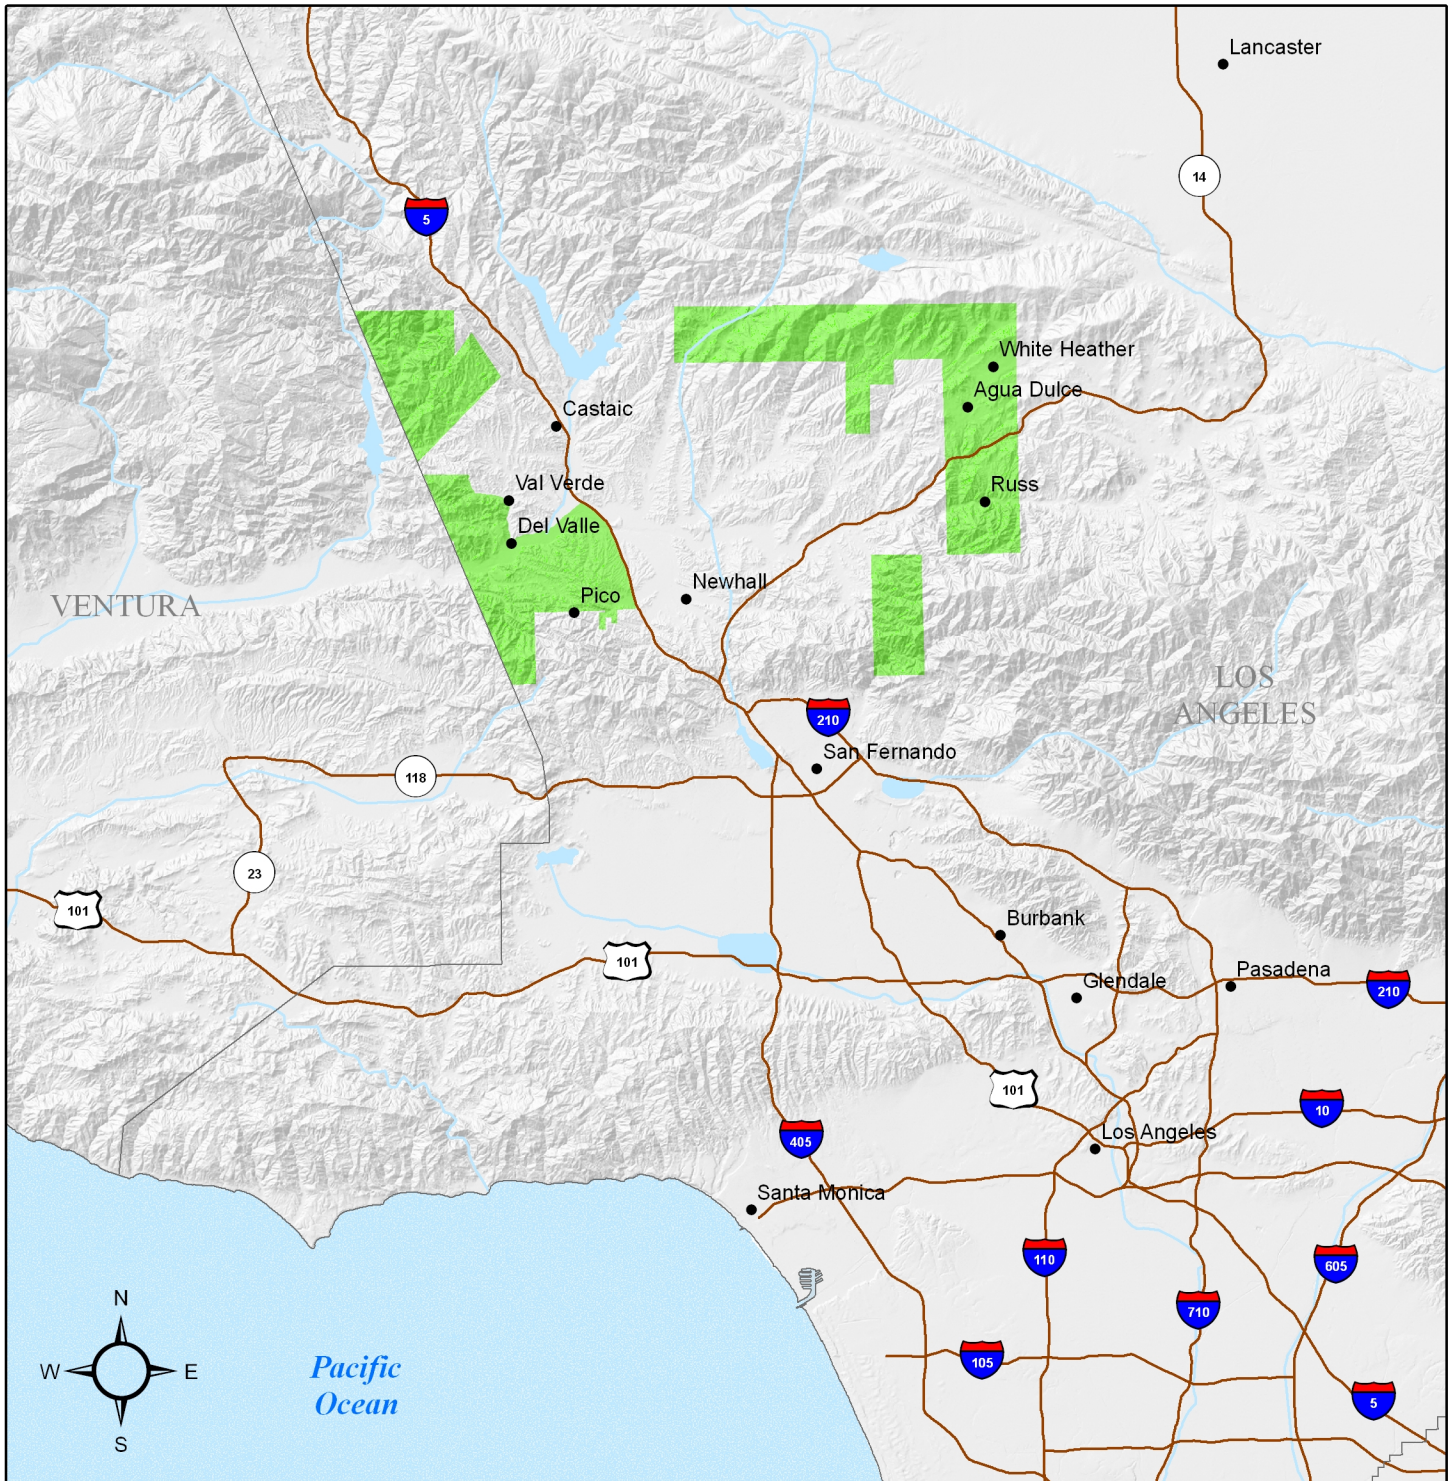 Lancaster
14
5
White Heather
Agua Dulce
Castaic
Val Verde
Russ
Del Valle
Newhall
Pico
VENTURA
LOS
ANGELES
210
San Fernando
118
23
101
Burbank
101
Pasadena
Glendale
210
101
10
Los Angeles
405
Santa Monica
110
605
N
710
W
E
Pacific
Ocean
105
5
S